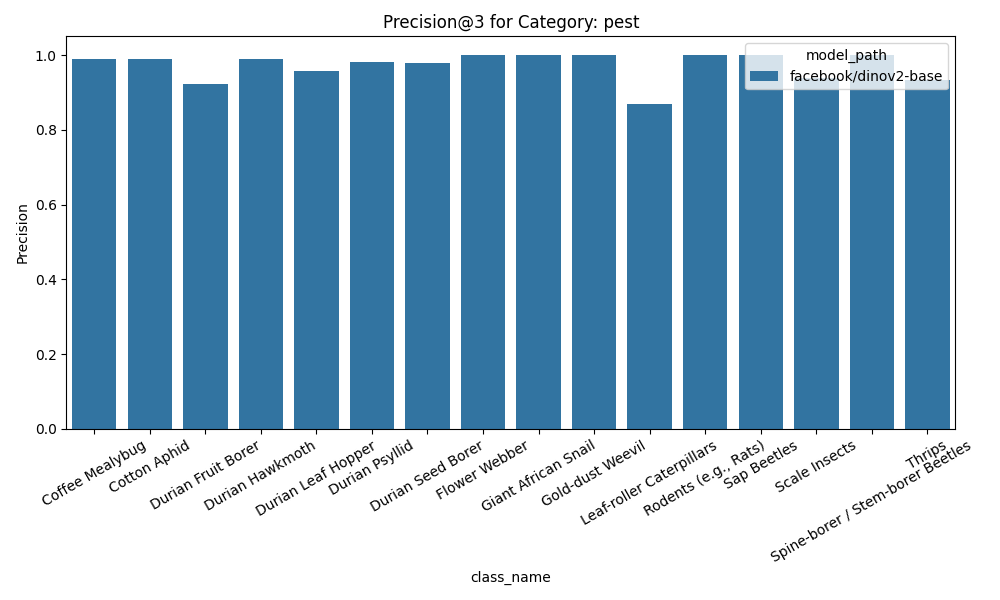 Precision@3 for Category: pest
model_path
facebook/dinov2-base
Precision
1.0
0.8
0.6
0.4
0.2
0.0
Coffee Mealybug
Cotton Aphid
Durian Fruit Borer
Durian Hawkmoth
Durian Leaf Hopper
Durian Psyllid
Durian Seed Borer
Flower Webber
Giant African Snail
Gold-dust Weevil
Leaf-roller Caterpillars
Rodents (e.g., Rats)
Sap Beetles
Scale Insects
Spine-borer / Stem-borer Beetles
Thrips
class_name